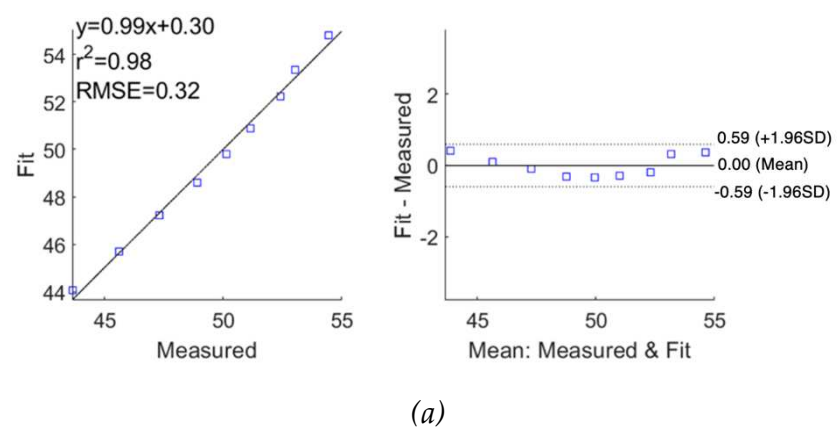 y=0.99x+0.30
r²=0.98
RMSE=0.32
54
52
50
48
46
44
Fit
45 50 55
Measured
2
0
-2
Fit - Measured
0.59 (+1.96SD)
0.00 (Mean)
-0.59 (-1.96SD)
45 50 55
Mean: Measured & Fit
(a)